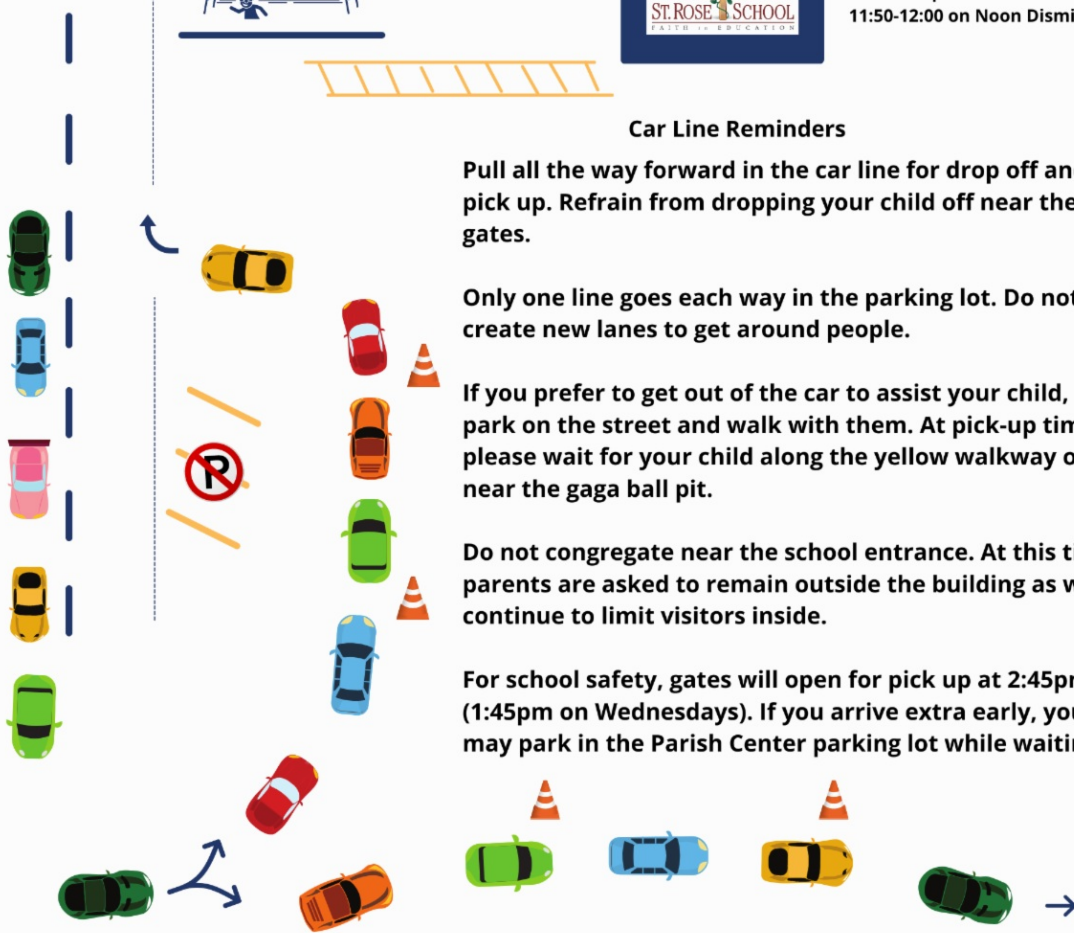 ST. ROSE SCHOOL
FAITH in EDUCATION
11:50-12:00 on Noon
Car Line Reminders
Pull all the way forward in the car line for drop off
pick up. Refrain from dropping your child off near the
gates.
Only one line goes each way in the parking lot. Do not
create new lanes to get around people.
If you prefer to get out of the car to assist your child,
park on the street and walk with them. At pick-up
please wait for your child along the yellow walkway
near the gaga ball pit.
Do not congregate near the school entrance. At this
parents are asked to remain outside the building as
continue to limit visitors inside.
For school safety, gates will open for pick up at 2:45pm
(1:45pm on Wednesdays). If you arrive extra early, you
may park in the Parish Center parking lot while
P